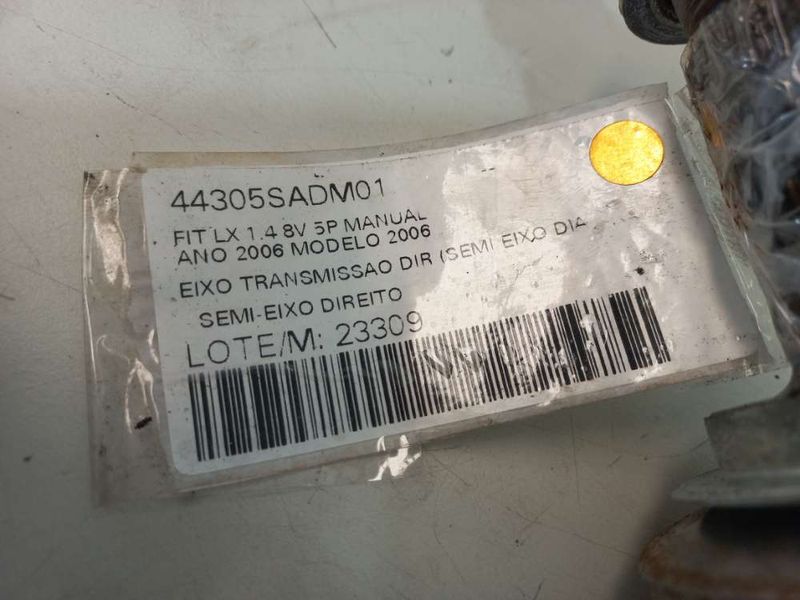 44305SADM01
FIT LX 1.4 8V 5P MANUAL
ANO 2006 MODELO 2006
EIXO TRANSMISSAO DIR (SEMI EIXO DIA
SEMI-EIXO DIREITO
LOTE/M: 23309